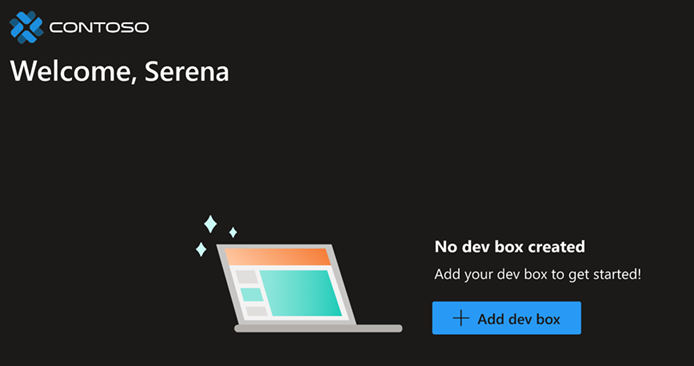 CONTOSO
Welcome, Serena
No dev box created
Add your dev box to get started!
Add dev box